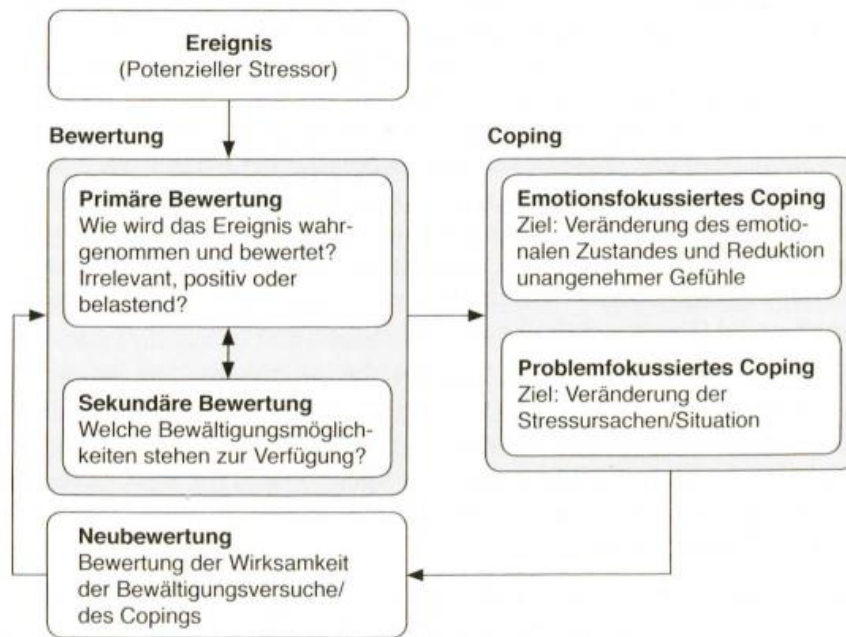 Ereignis
(Potenzieller Stressor)
Bewertung
Primäre Bewertung
Wie wird das Ereignis wahr-
genommen und bewertet?
Irrelevant, positiv oder
belastend?
Sekundäre Bewertung
Welche Bewältigungsmöglich-
keiten stehen zur Verfügung?
Coping
Emotionsfokussiertes Coping
Ziel: Veränderung des emotio-
nalen Zustandes und Reduktion
unangenehmer Gefühle
Problemfokussiertes Coping
Ziel: Veränderung der
Stressursachen/Situation
Neubewertung
Bewertung der Wirksamkeit
der Bewältigungsversuche/
des Copings